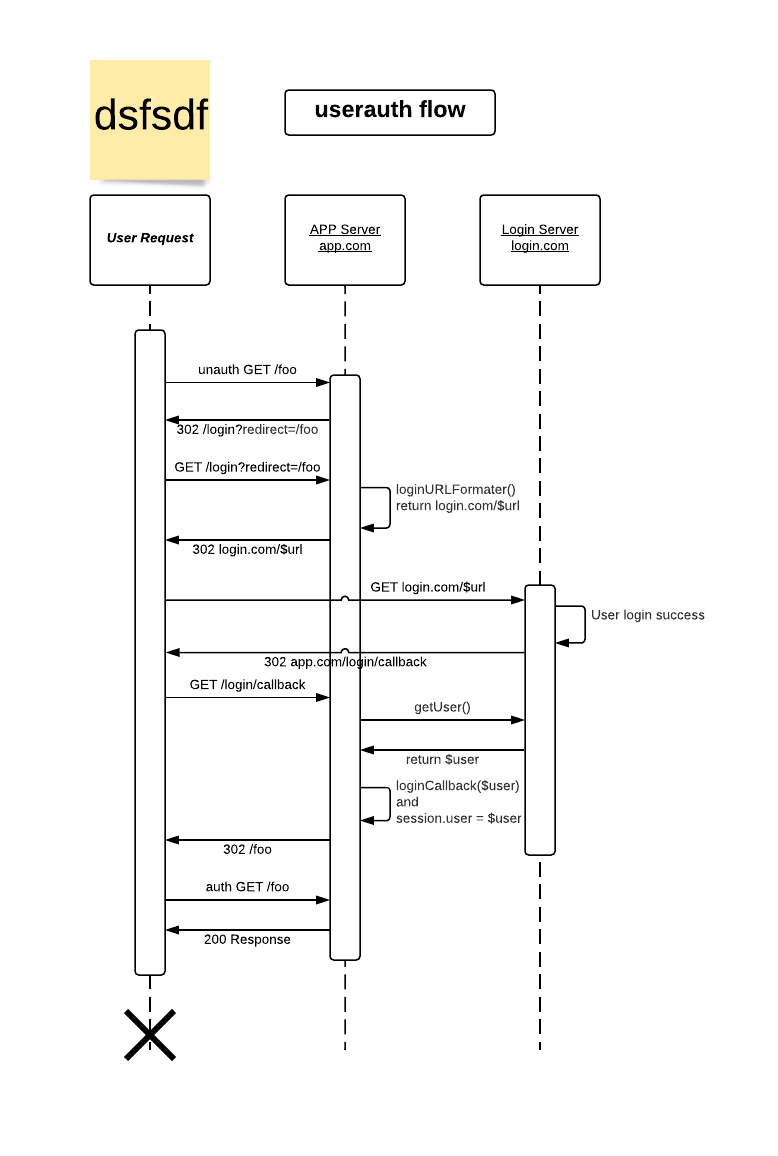 dsfsdf
userauth flow
User Request
APP Server
app.com
Login Server
login.com
unauth GET /foo
302 /login?redirect=/foo
GET /login?redirect=/foo
loginURLFormater()
return login.com/$url
302 login.com/$url
GET login.com/$url
User login success
302 app.com/login/callback
GET /login/callback
getUser()
return $user
loginCallback($user)
and
session.user = $user
302 /foo
auth GET /foo
200 Response